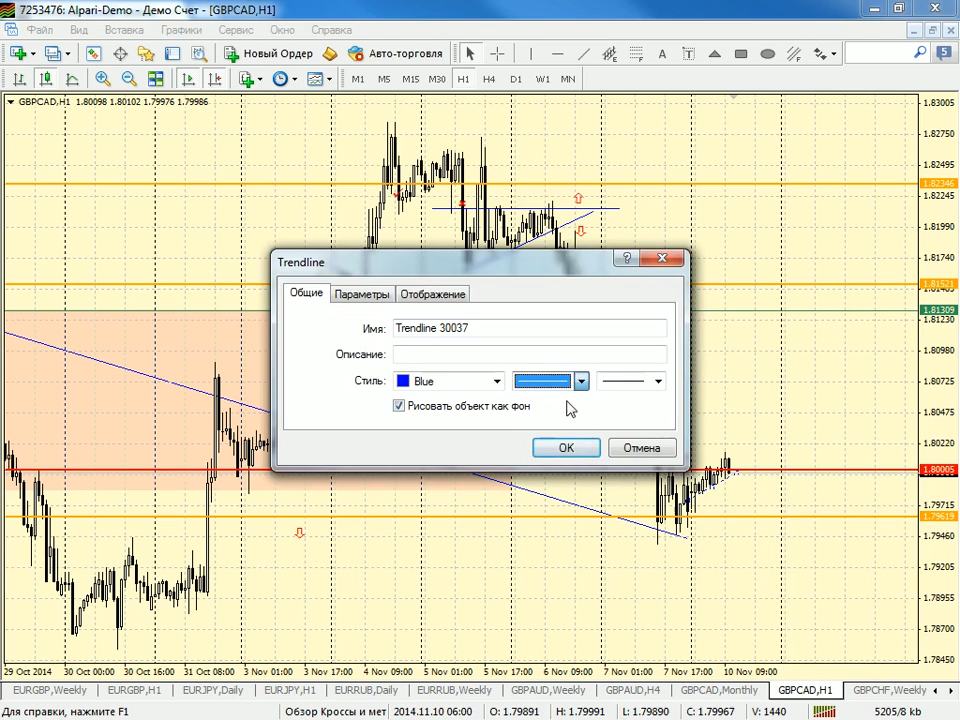 7253476: Alpari-Demo - Демо Счет - [GBPCAD,H1]
Файл Вид Вставка Графики Сервис Окно Справка
Новый Ордер Авто-торговля A T 5
M1 M5 M15 M30 H1 H4 D1 W1 MN
GBPCAD,H1 1.80098 1.80102 1.79976 1.79986
1.83005
1.82750
1.82495
1.82346
1.82245
1.81990
1.81740
1.81521
1.81309
1.81230
1.80980
1.80725
1.80475
1.80220
1.80005
1.79715
1.79619
1.79460
1.79205
1.78955
1.78700
1.78450
Trendline
Общие Параметры Отображение
Имя: Trendline 30037
Описание:
Стиль: Blue
Рисовать объект как фон
OK Отмена
29 Oct 2014 30 Oct 00:00 30 Oct 16:00 31 Oct 08:00 3 Nov 01:00 3 Nov 17:00 4 Nov 09:00 5 Nov 01:00 5 Nov 17:00 6 Nov 09:00 7 Nov 01:00 7 Nov 17:00 10 Nov 09:00
EURGBP,Weekly EURGBP,H1 EURJPY,Daily EURJPY,H1 EURRUB,Daily EURRUB,Weekly GBPAUD,Weekly GBPAUD,H4 GBPCAD,Monthly GBPCAD,H1 GBPCHF,Weekly
Для справки, нажмите F1 Обзор Кроссы и мет 2014.11.10 06:00 O: 1.79891 H: 1.79991 L: 1.79890 C: 1.79967 V: 1440 5205/8 kb